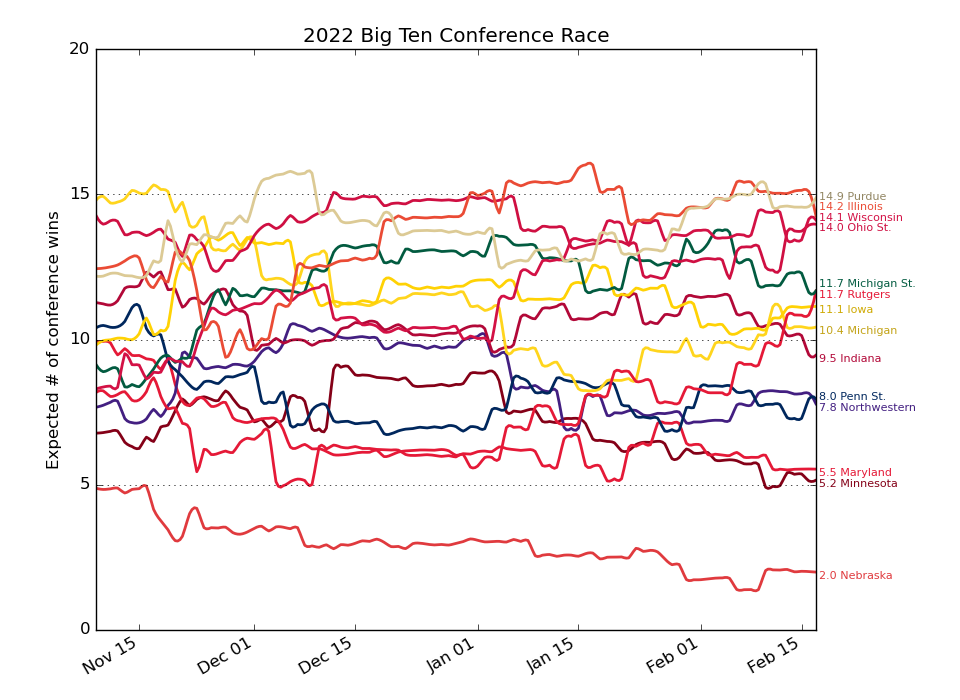 2022 Big Ten Conference Race
Expected # of conference wins
20
15
10
5
0
Nov 15
Dec 01
Dec 15
Jan 01
Jan 15
Feb 01
Feb 15
14.9 Purdue
14.2 Illinois
14.1 Wisconsin
14.0 Ohio St.
11.7 Michigan St.
11.7 Rutgers
11.1 Iowa
10.4 Michigan
9.5 Indiana
8.0 Penn St.
7.8 Northwestern
5.5 Maryland
5.2 Minnesota
2.0 Nebraska